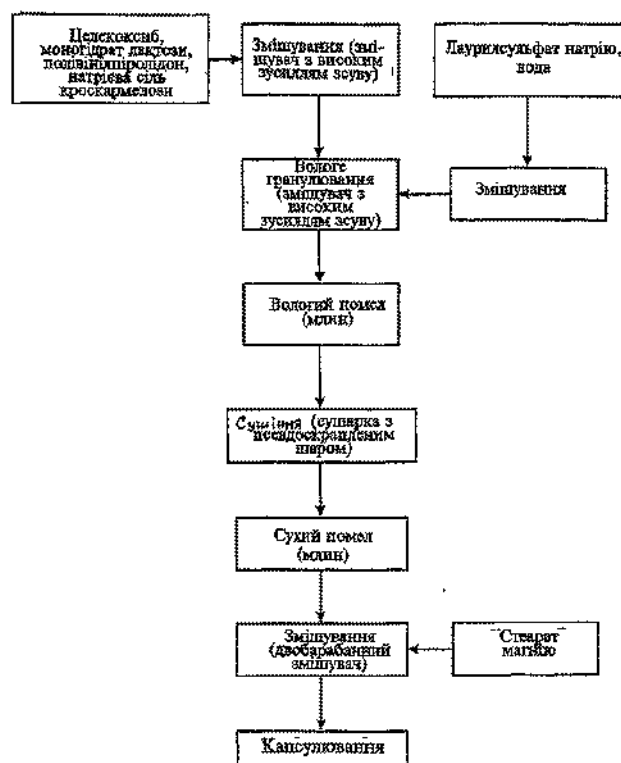 Целекоксиб,
моногідрат лактози,
полівінілпіролідон,
натрієва сіль
кроскармелози
Змішування (змі-
шувач з високим
зусиллям зсуву)
Лаурилсульфат натрію,
вода
Вологе
гранулювання
(змішувач з
високим
зусиллям зсуву)
Змішування
Вологий помел
(млин)
Сушіння (сушарка з
псевдоскрапленим
шаром)
Сухий помел
(млин)
Змішування
(двобарабанний
змішувач)
Стеарат
магнію
Капсулювання